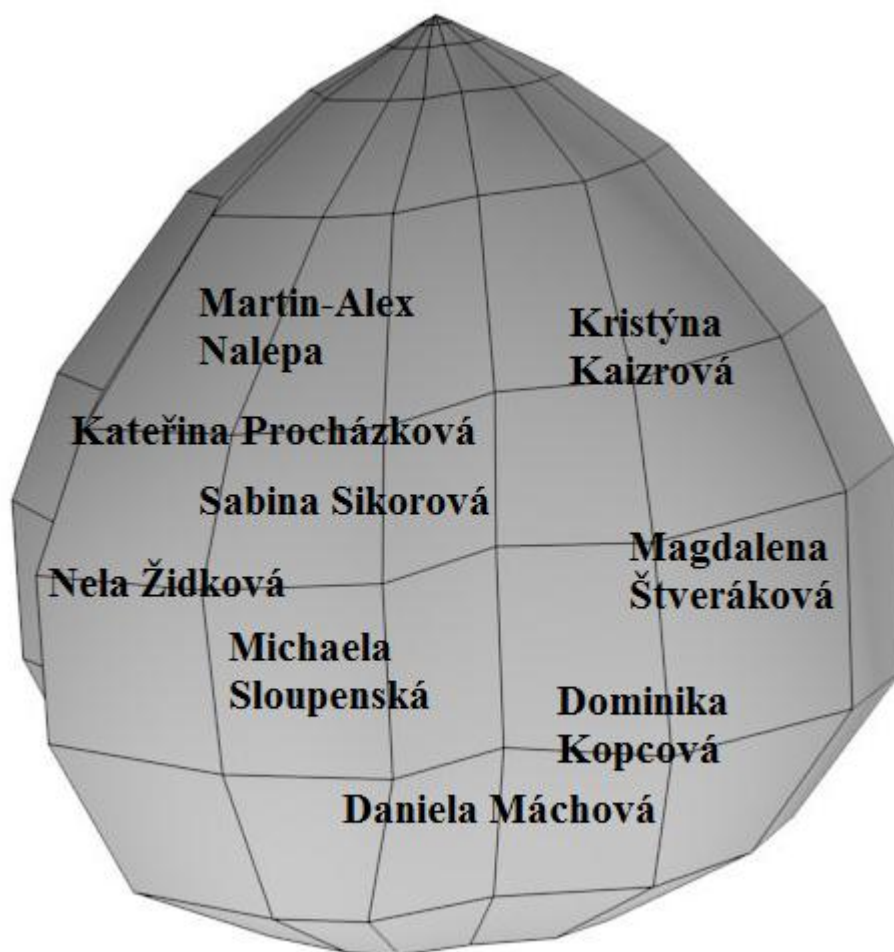 Martin-Alex
Nalepa
Kristýna
Kaizrová
Kateřina Procházková
Sabina Sikorová
Magdalena
Štveráková
Nela Židková
Michaela
Sloupenská
Dominika
Kopcová
Daniela Máchová